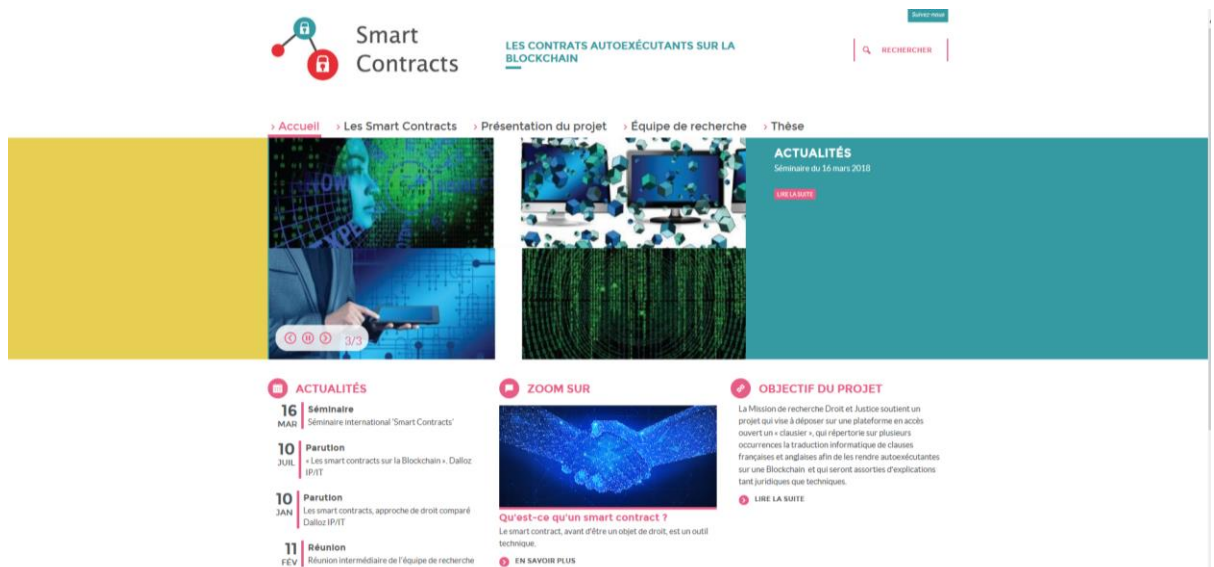 Smart
Contracts
LES CONTRATS AUTOEXÉCUTANTS SUR LA
BLOCKCHAIN
Suivez-nous
RECHERCHER
› Accueil › Les Smart Contracts › Présentation du projet › Équipe de recherche › Thèse
ACTUALITÉS
Séminaire du 16 mars 2018
LIRE LA SUITE
3/3
ACTUALITÉS
16 MAR
Séminaire
Séminaire international 'Smart Contracts'
10 JUIL
Parution
« Les smart contracts sur la Blockchain ». Dalloz
IP/IT
10 JAN
Parution
Les smart contracts, approche de droit comparé
Dalloz IP/IT
11 FÉV
Réunion
Réunion intermédiaire de l'équipe de recherche
ZOOM SUR
Qu'est-ce qu'un smart contract ?
Le smart contract, avant d'être un objet de droit, est un outil
technique.
EN SAVOIR PLUS
OBJECTIF DU PROJET
La Mission de recherche Droit et Justice soutient un
projet qui vise à déposer sur une plateforme en accès
ouvert un « clausier », qui répertorie sur plusieurs
occurrences la traduction informatique de clauses
françaises et anglaises afin de les rendre autoexécutantes
sur une Blockchain et qui seront assorties d'explications
tant juridiques que techniques.
LIRE LA SUITE